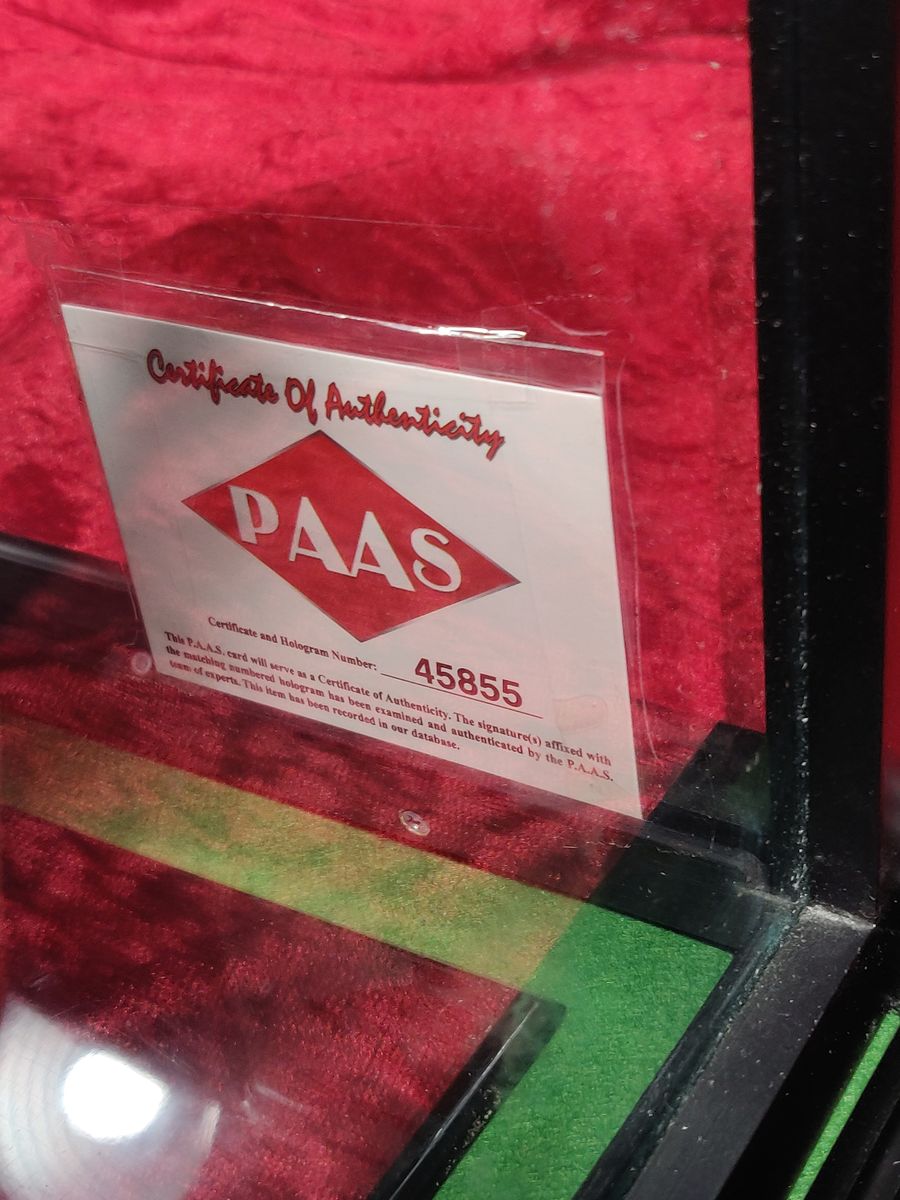 Certificate Of Authenticity
PAAS
Certificate and Hologram Number: 45855
This P.A.A.S. card will serve as a Certificate of Authenticity. The signature(s) affixed with
the matching numbered hologram has been examined and authenticated by the P.A.A.S.
team of experts. This item has been recorded in our database.